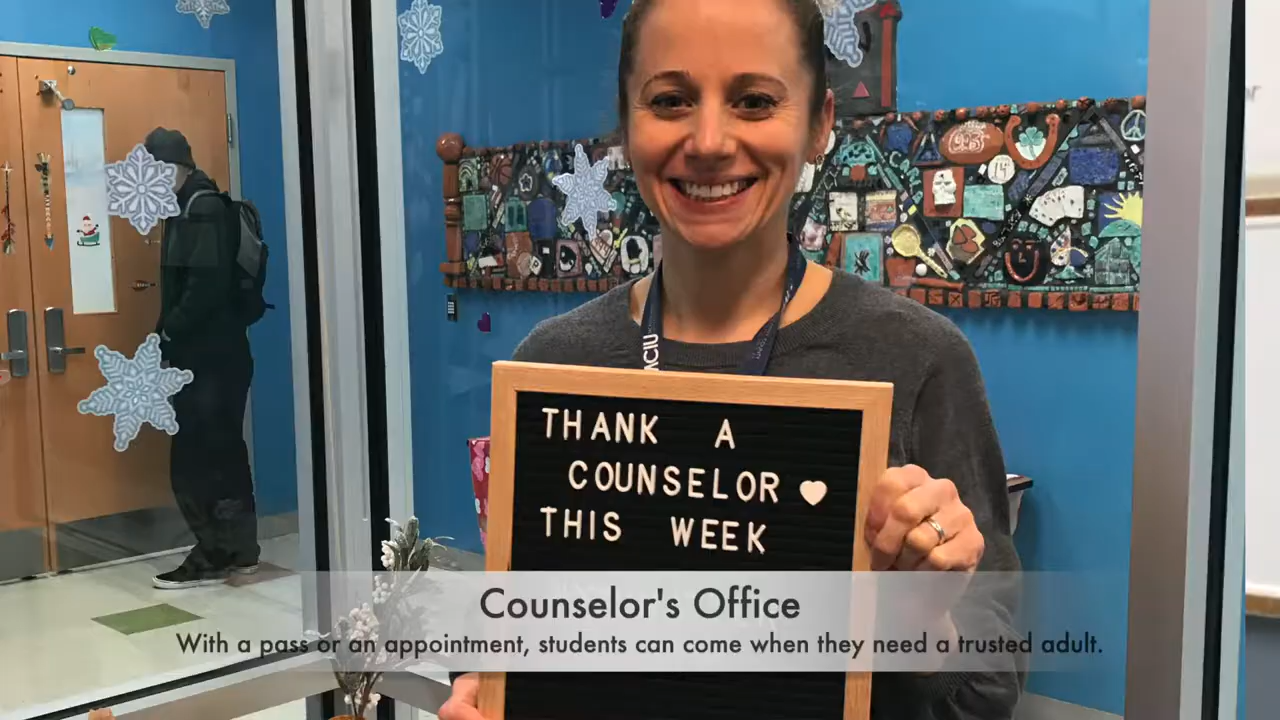 THANK A
COUNSELOR
THIS WEEK
ACIU
Counselor's Office
With a pass or an appointment, students can come when they need a trusted adult.